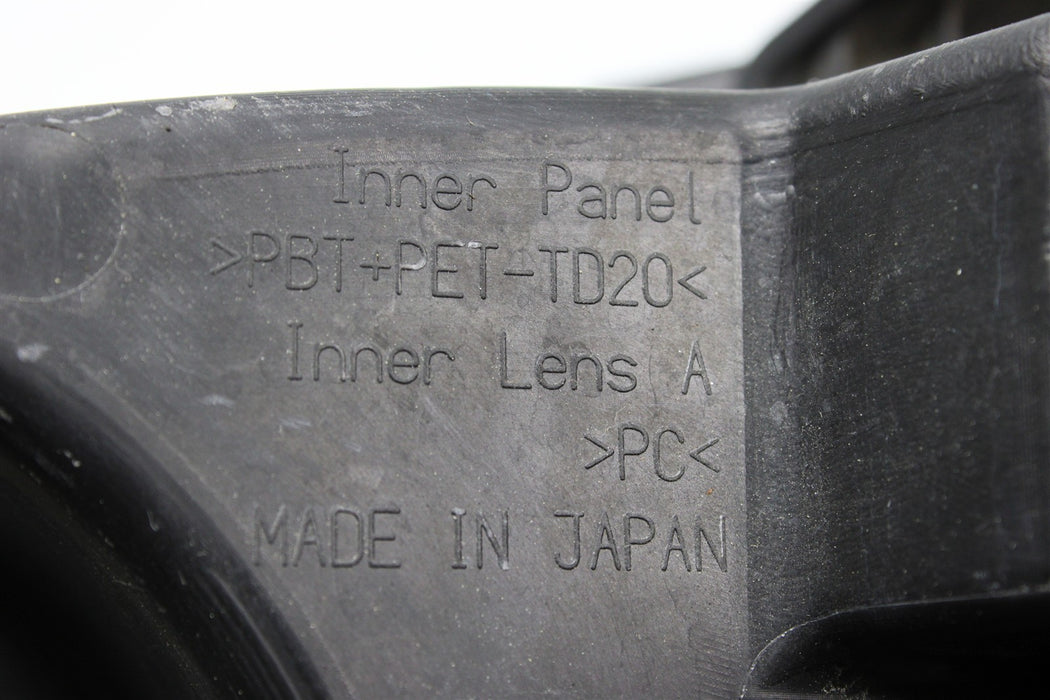 Inner Panel
>PBT+PET-TD20<
Inner Lens A
>PC<
MADE IN JAPAN